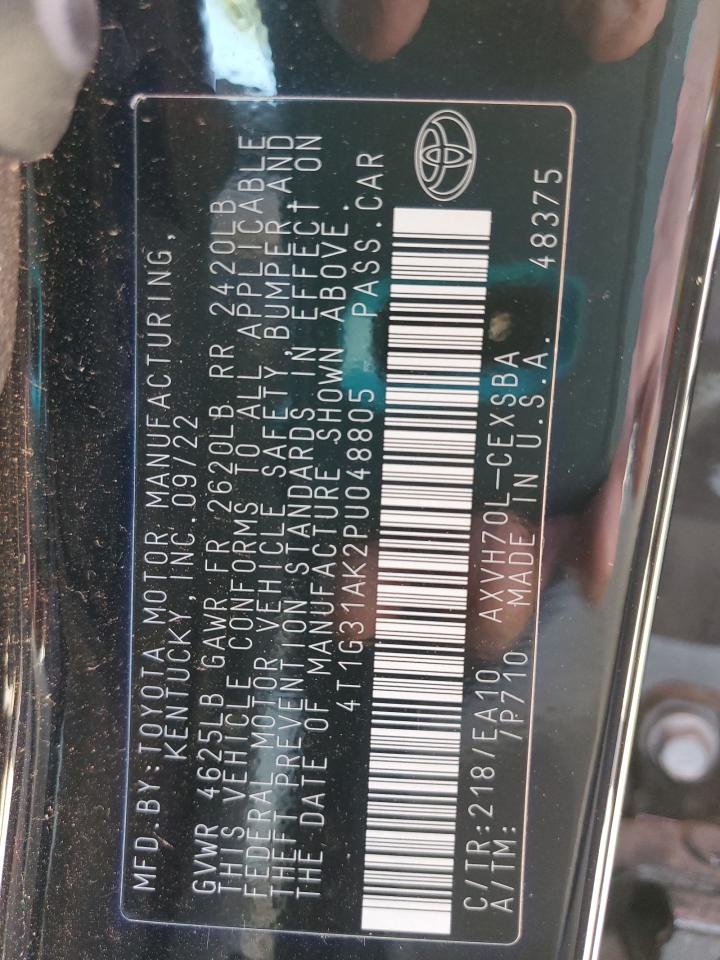 MFD.BY:TOYOTA MOTOR MANUFACTURING,
KENTUCKY,INC.09/22
GVWR 4625LB GAWR FR 2620LB RR 2420LB
THIS VEHICLE CONFORMS TO ALL APPLICABLE
FEDERAL MOTOR VEHICLE SAFETY, BUMPER, AND
THEFT PREVENTION STANDARDS IN EFFECT ON
THE DATE OF MANUFACTURE SHOWN ABOVE.
4T1G31AK2PU048805 PASS.CAR
C/TR:218/EA10 AXVH70L-CEXSBA
A/TM: /P710 MADE IN U.S.A. 48375